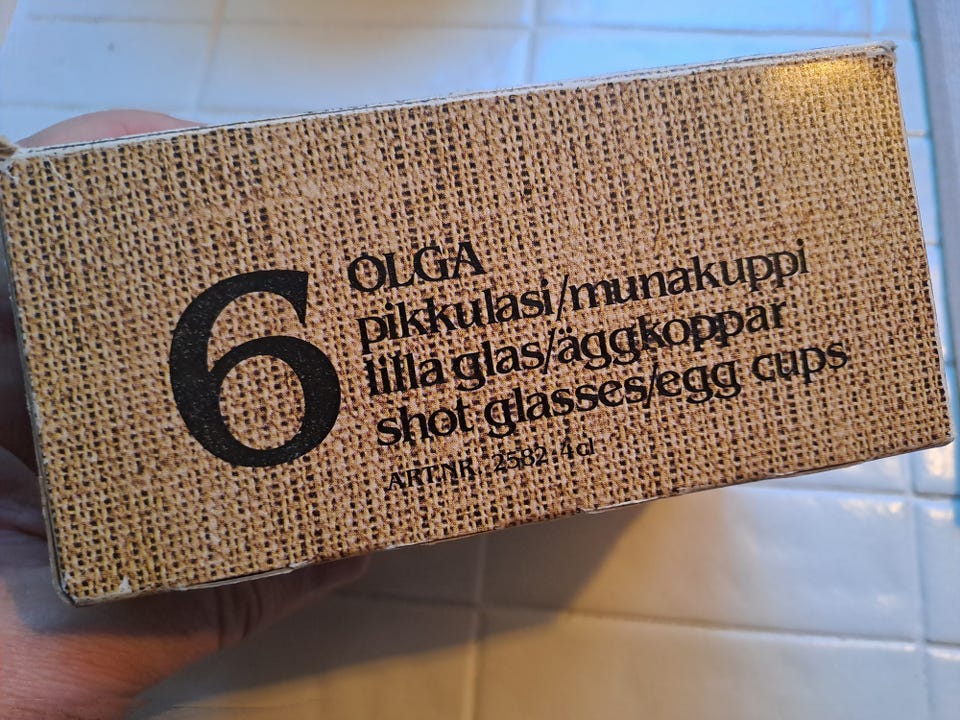 6
OLGA
pikkulasi/munakuppi
lilla glas/äggkoppar
shot glasses/egg cups
ART.NR. 2582 4 cl